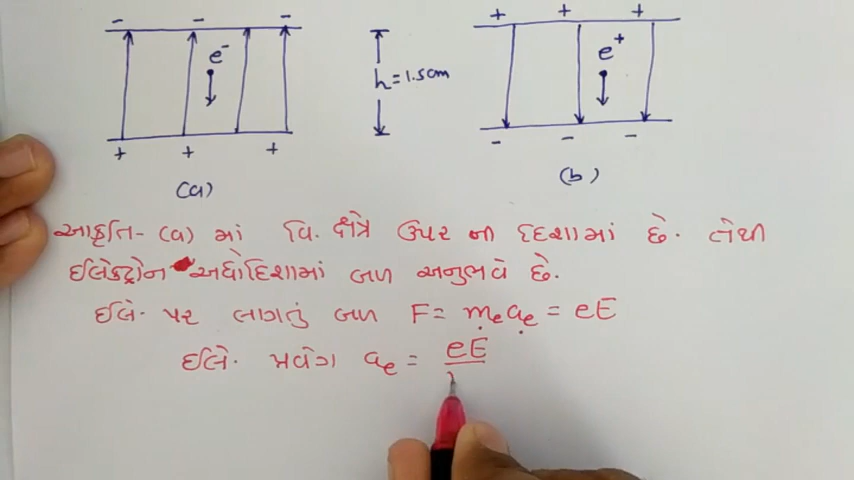 - - -
+ + +
e⁻
h = 1.5cm
e⁺
+ + +
- - -
(a)
(b)
આકૃતિ-(a) માં વિ. ક્ષેત્ર ઉપર ની દિશામાં છે. તેથી
ઈલેક્ટ્રોન અધોદિશામાં બળ અનુભવે છે.
ઈલે. પર લાગતું બળ F = mₑaₑ = eE
ઈલે. પ્રવેગ aₑ = eE